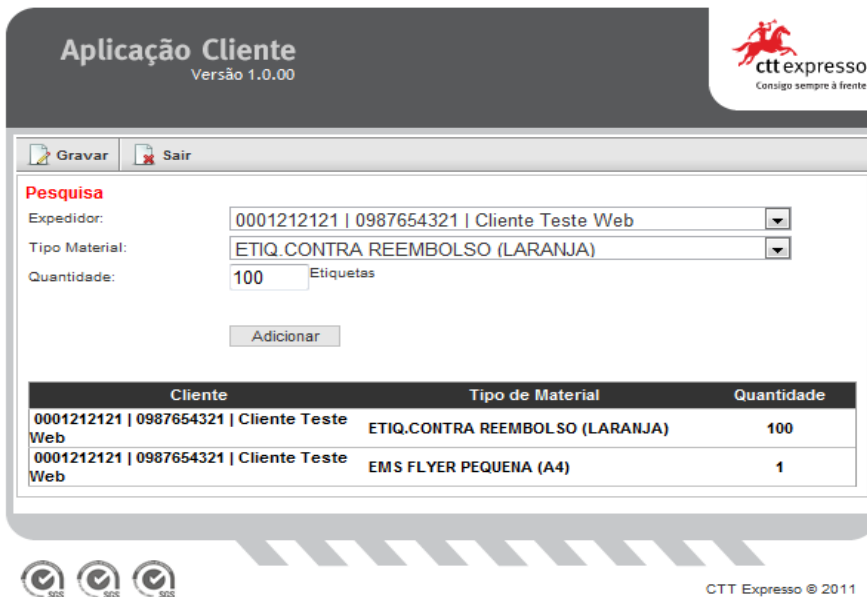 Aplicação Cliente
Versão 1.0.00
ctt expresso
Consigo sempre à frente
Gravar Sair
Pesquisa
Expedidor: 0001212121 | 0987654321 | Cliente Teste Web
Tipo Material: ETIQ.CONTRA REEMBOLSO (LARANJA)
Quantidade: 100 Etiquetas
Adicionar
Cliente Tipo de Material Quantidade
0001212121 | 0987654321 | Cliente Teste
Web ETIQ.CONTRA REEMBOLSO (LARANJA) 100
0001212121 | 0987654321 | Cliente Teste
Web EMS FLYER PEQUENA (A4) 1
SGS SGS SGS
CTT Expresso © 2011